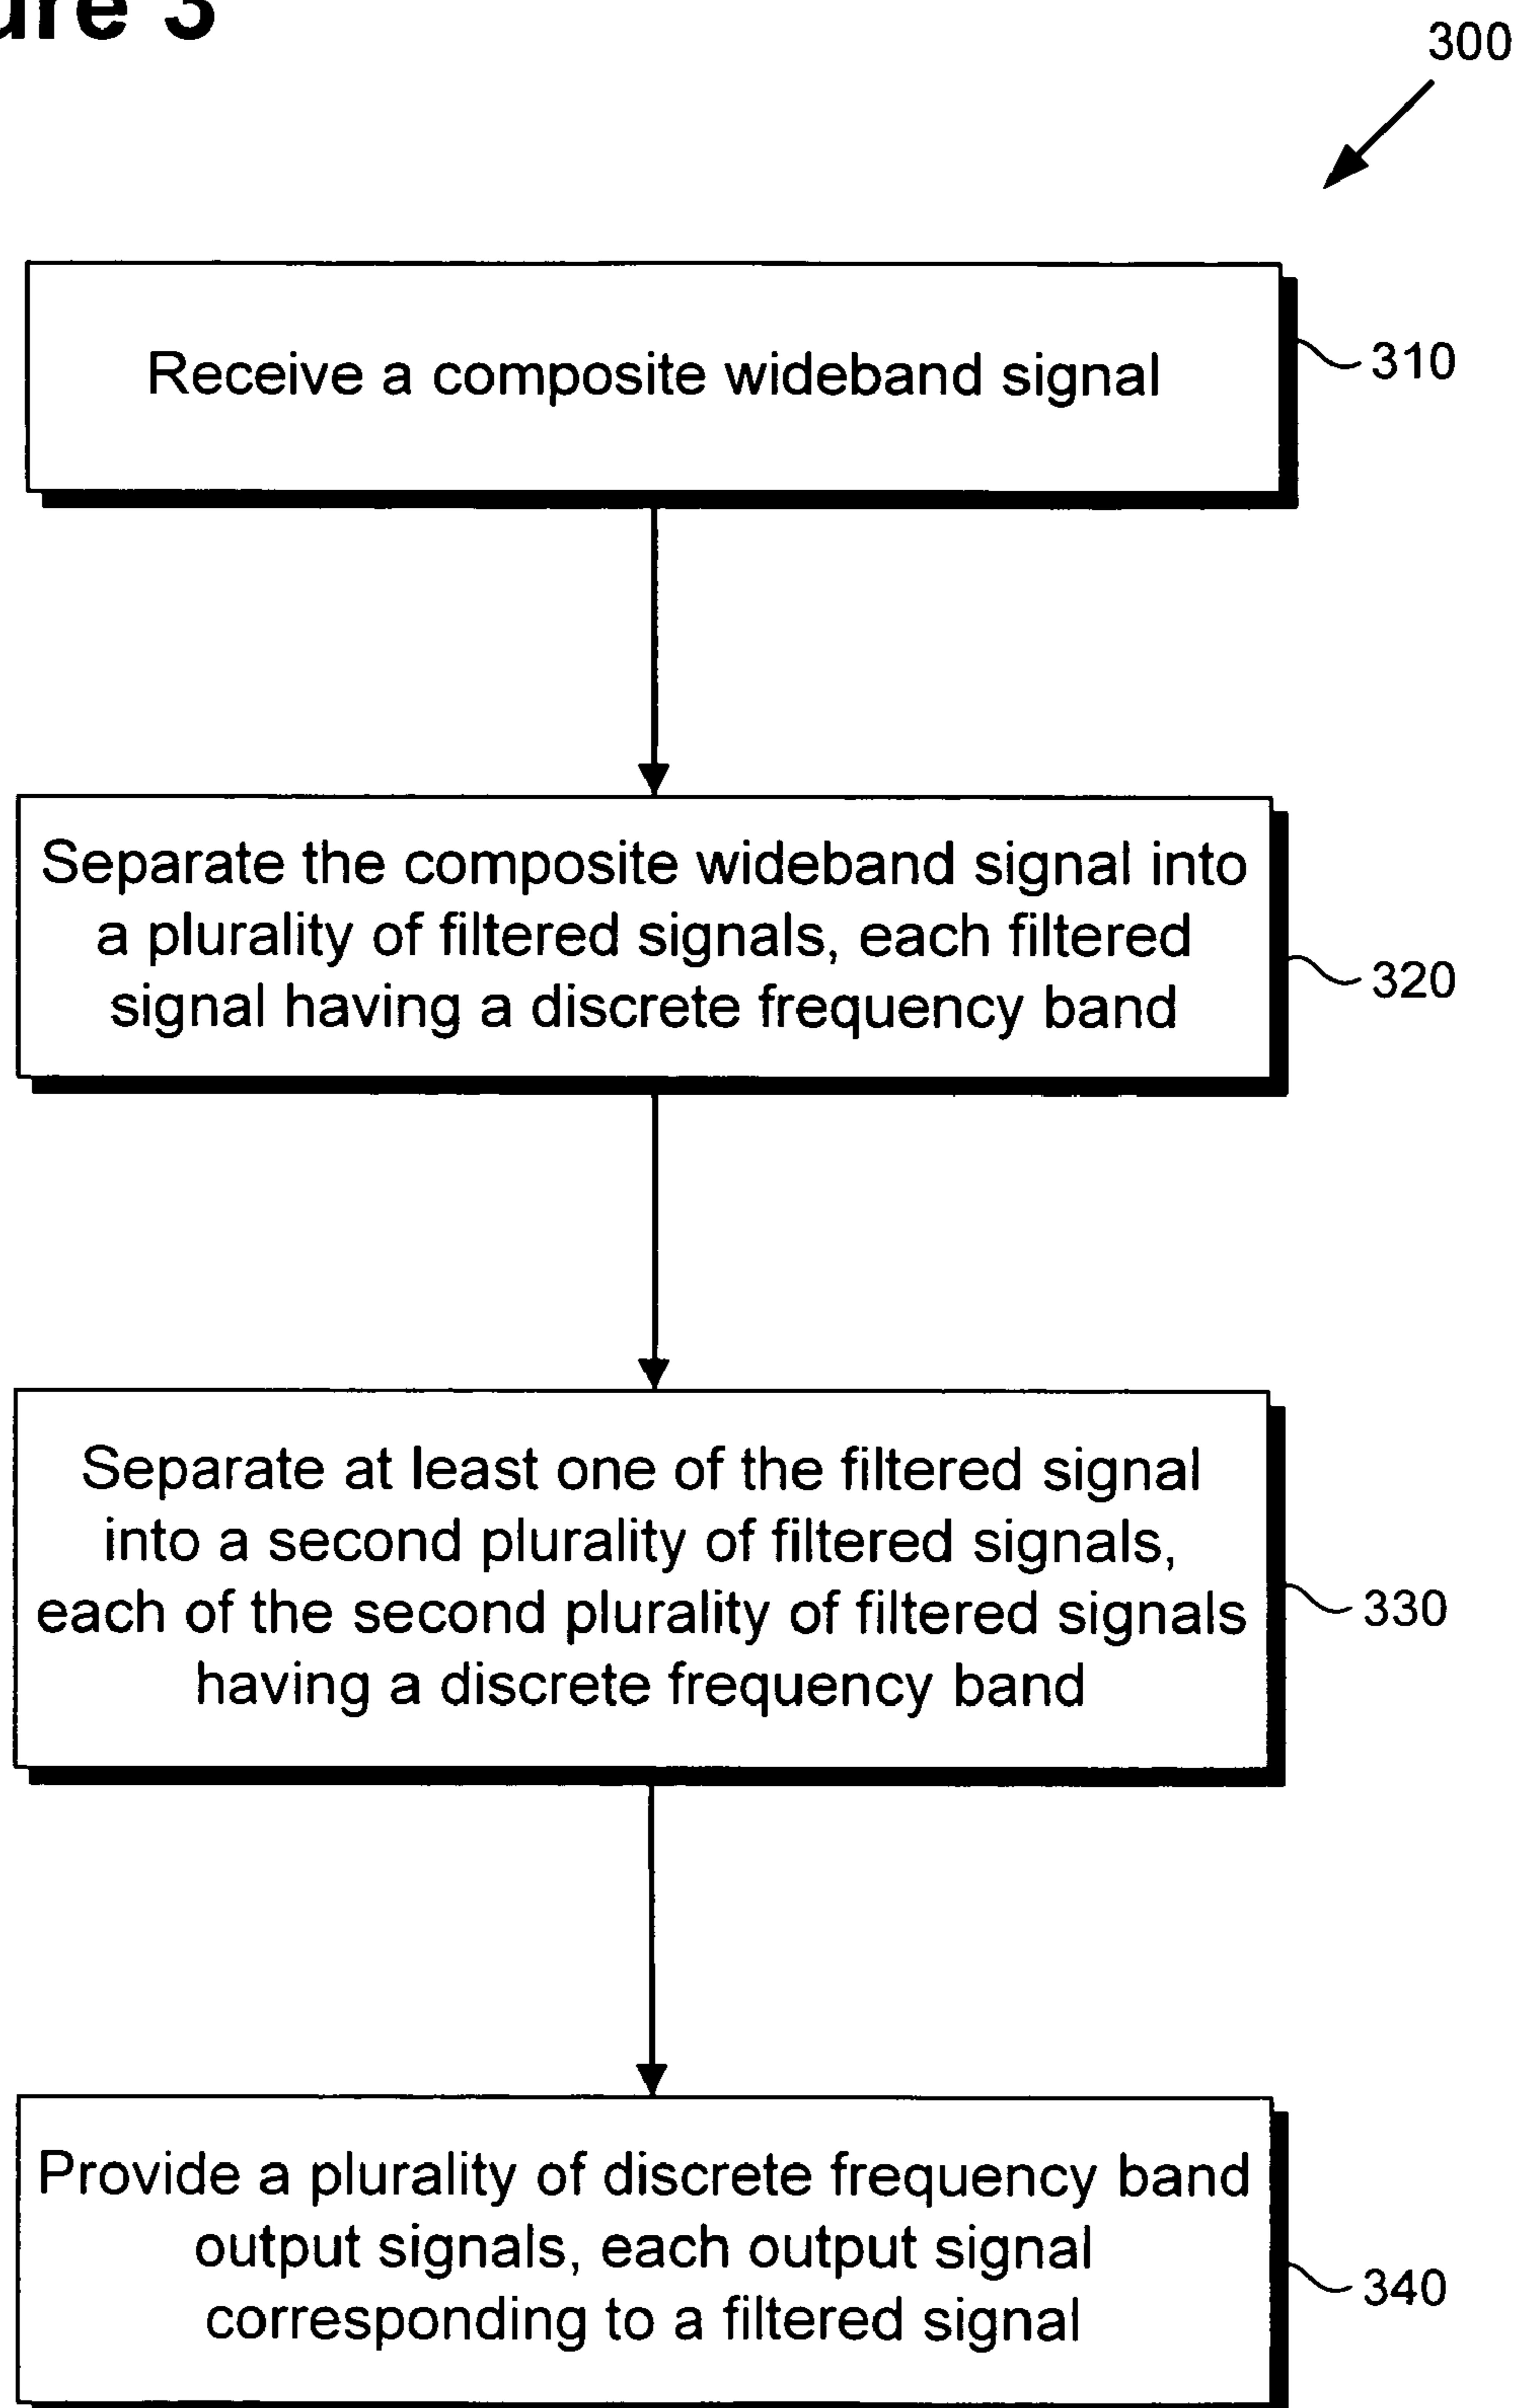 ure 3
300
Receive a composite wideband signal
310
Separate the composite wideband signal into
a plurality of filtered signals, each filtered
signal having a discrete frequency band
320
Separate at least one of the filtered signal
into a second plurality of filtered signals,
each of the second plurality of filtered signals
having a discrete frequency band
330
Provide a plurality of discrete frequency band
output signals, each output signal
corresponding to a filtered signal
340